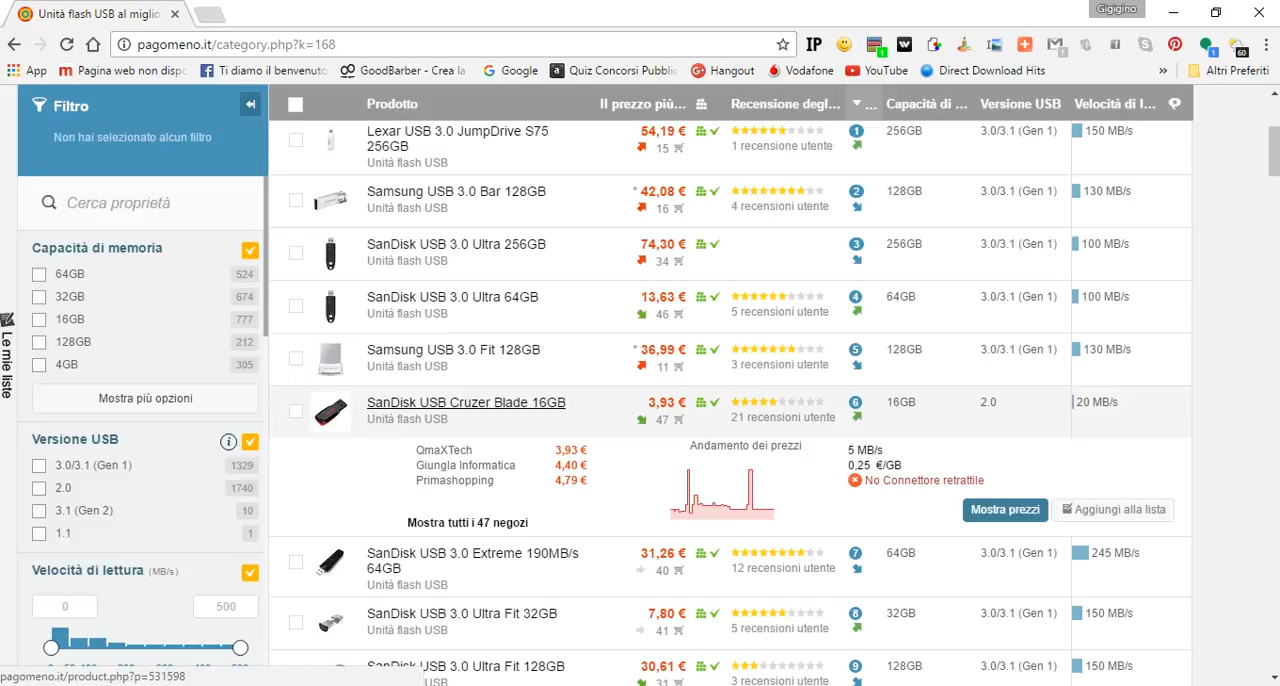 Unità flash USB al miglio
Gigigino
pagomeno.it/category.php?k=168
IP
W
1
1
1
60
App
Pagina web non dispo
Ti diamo il benvenuto
GoodBarber - Crea la
Google
Quiz Concorsi Pubblic
Hangout
Vodafone
YouTube
Direct Download Hits
»
Altri Preferiti
Le mie liste
Filtro
Non hai selezionato alcun filtro
Cerca proprietà
Capacità di memoria
64GB 524
32GB 674
16GB 777
128GB 212
4GB 305
Mostra più opzioni
Versione USB
3.0/3.1 (Gen 1) 1329
2.0 1740
3.1 (Gen 2) 10
1.1 1
Velocità di lettura (MB/s)
0 500
Prodotto Il prezzo più... Recensione degl... ... Capacità di ... Versione USB Velocità di l...
Lexar USB 3.0 JumpDrive S75 54,19 € 1 256GB 3.0/3.1 (Gen 1) 150 MB/s
256GB 15 1 recensione utente
Unità flash USB
Samsung USB 3.0 Bar 128GB * 42,08 € 2 128GB 3.0/3.1 (Gen 1) 130 MB/s
Unità flash USB 16 4 recensioni utente
SanDisk USB 3.0 Ultra 256GB 74,30 € 3 256GB 3.0/3.1 (Gen 1) 100 MB/s
Unità flash USB 34
SanDisk USB 3.0 Ultra 64GB 13,63 € 4 64GB 3.0/3.1 (Gen 1) 100 MB/s
Unità flash USB 46 5 recensioni utente
Samsung USB 3.0 Fit 128GB * 36,99 € 5 128GB 3.0/3.1 (Gen 1) 130 MB/s
Unità flash USB 11 3 recensioni utente
SanDisk USB Cruzer Blade 16GB 3,93 € 6 16GB 2.0 20 MB/s
Unità flash USB 47 21 recensioni utente
QmaXTech 3,93 €
Giungla Informatica 4,40 €
Primashopping 4,79 €
Mostra tutti i 47 negozi
Andamento dei prezzi
5 MB/s
0,25 €/GB
No Connettore retrattile
Mostra prezzi Aggiungi alla lista
SanDisk USB 3.0 Extreme 190MB/s 31,26 € 7 64GB 3.0/3.1 (Gen 1) 245 MB/s
64GB 40 12 recensioni utente
Unità flash USB
SanDisk USB 3.0 Ultra Fit 32GB 7,80 € 8 32GB 3.0/3.1 (Gen 1) 150 MB/s
Unità flash USB 41 5 recensioni utente
SanDisk USB 3.0 Ultra Fit 128GB 30,61 € 9 128GB 3.0/3.1 (Gen 1) 150 MB/s
Unità flash USB 31 3 recensioni utente
pagomeno.it/product.php?p=531598